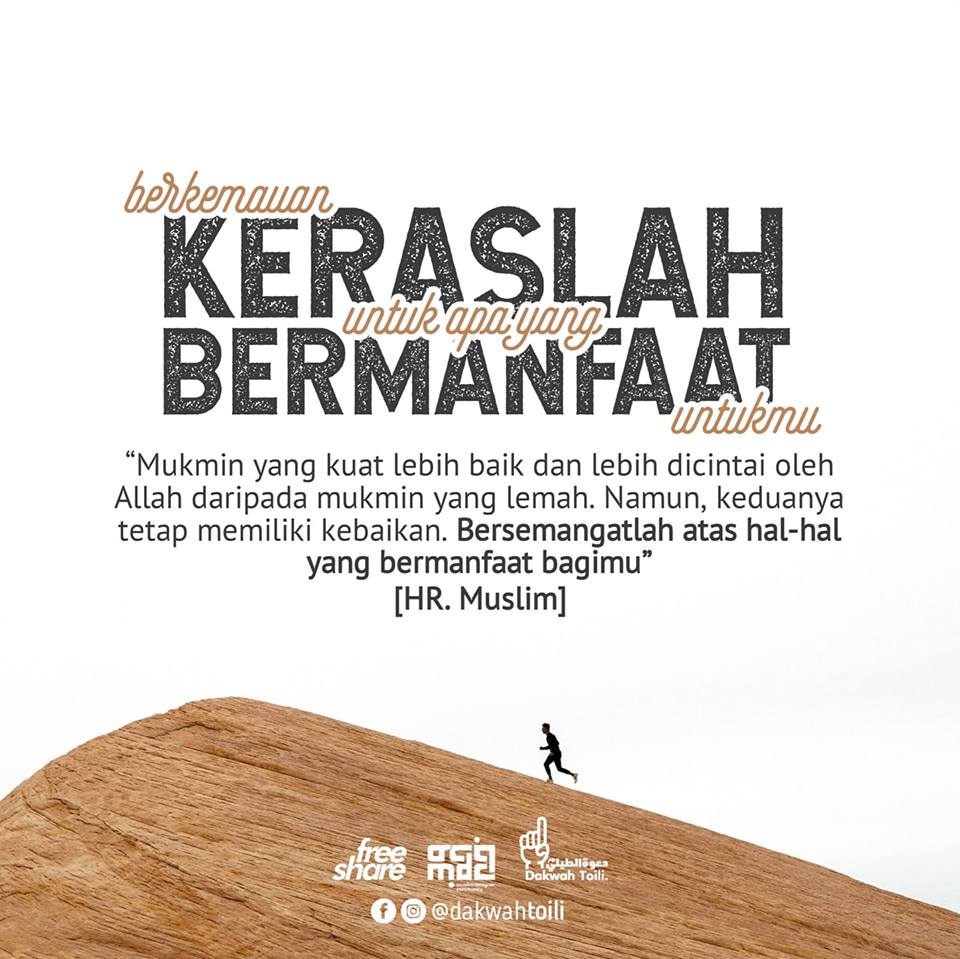 berkemauan
KERASLAH
untuk apa yang
BERMANFAAT
untukmu
“Mukmin yang kuat lebih baik dan lebih dicintai oleh
Allah daripada mukmin yang lemah. Namun, keduanya
tetap memiliki kebaikan. Bersemangatlah atas hal-hal
yang bermanfaat bagimu”
[HR. Muslim]
free
share
دعوة الطيلي
Dakwah Toili.
@dakwahtoili